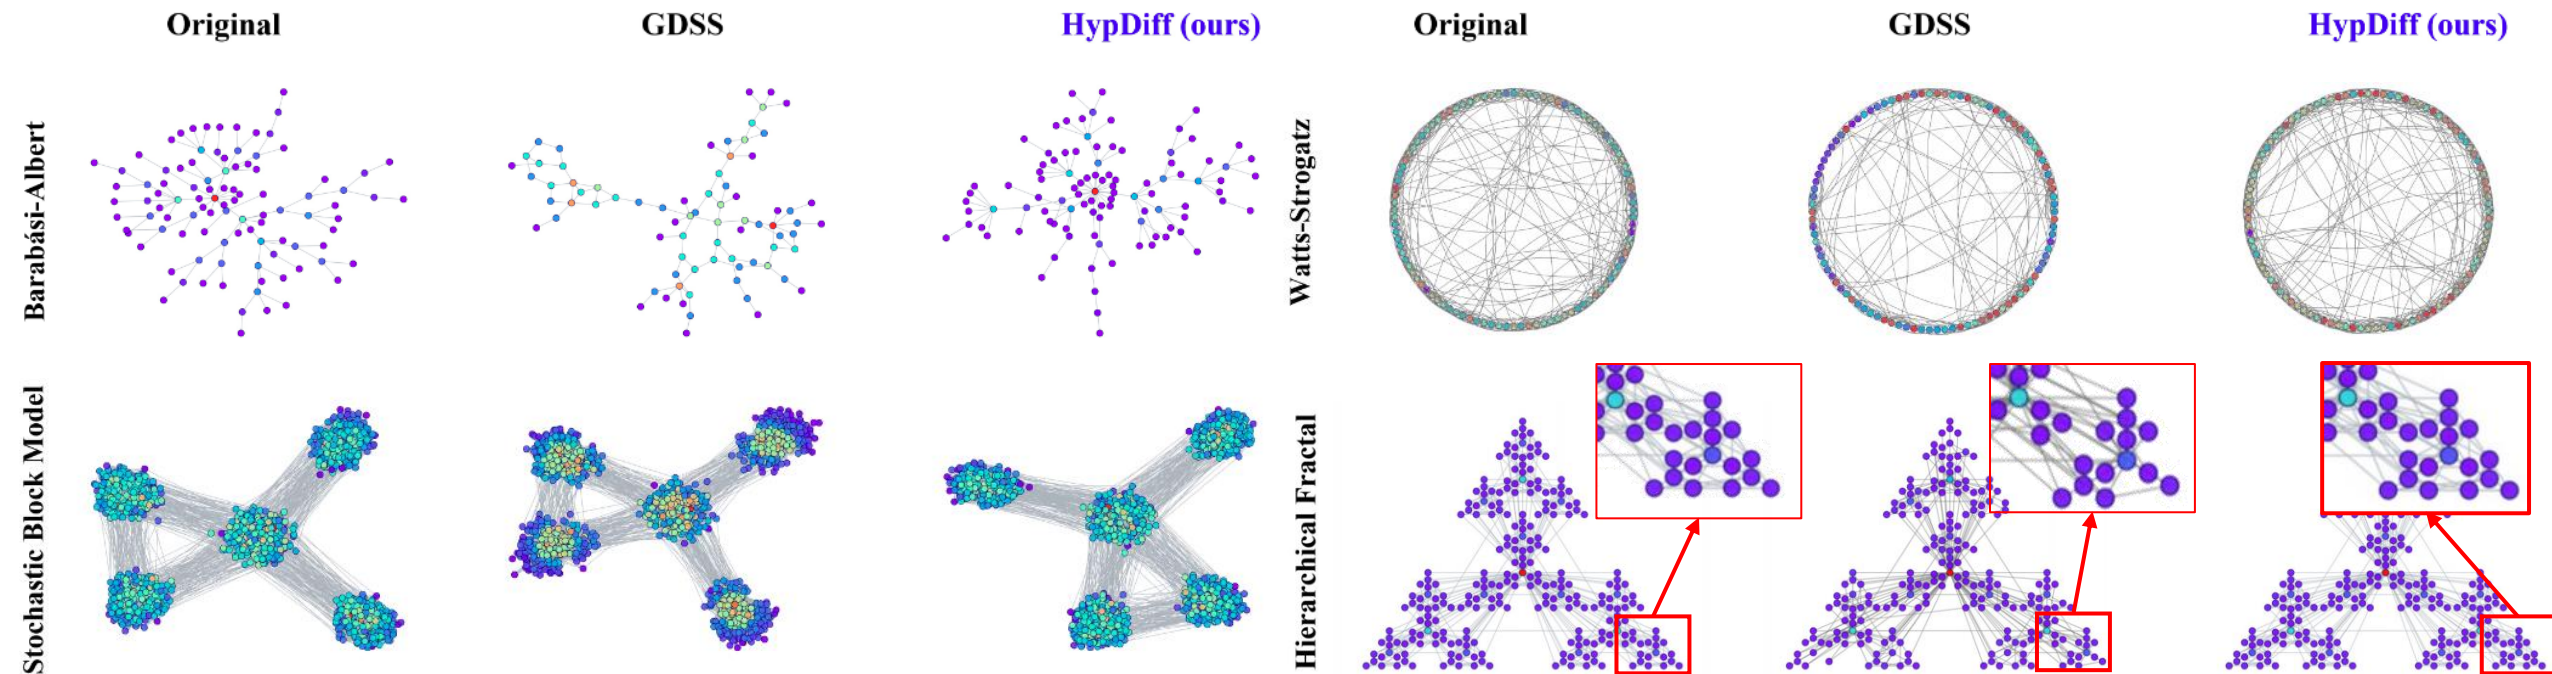 Original
GDSS
HypDiff (ours)
Original
GDSS
HypDiff (ours)
Barabási-Albert
Watts-Strogatz
Stochastic Block Model
Hierarchical Fractal